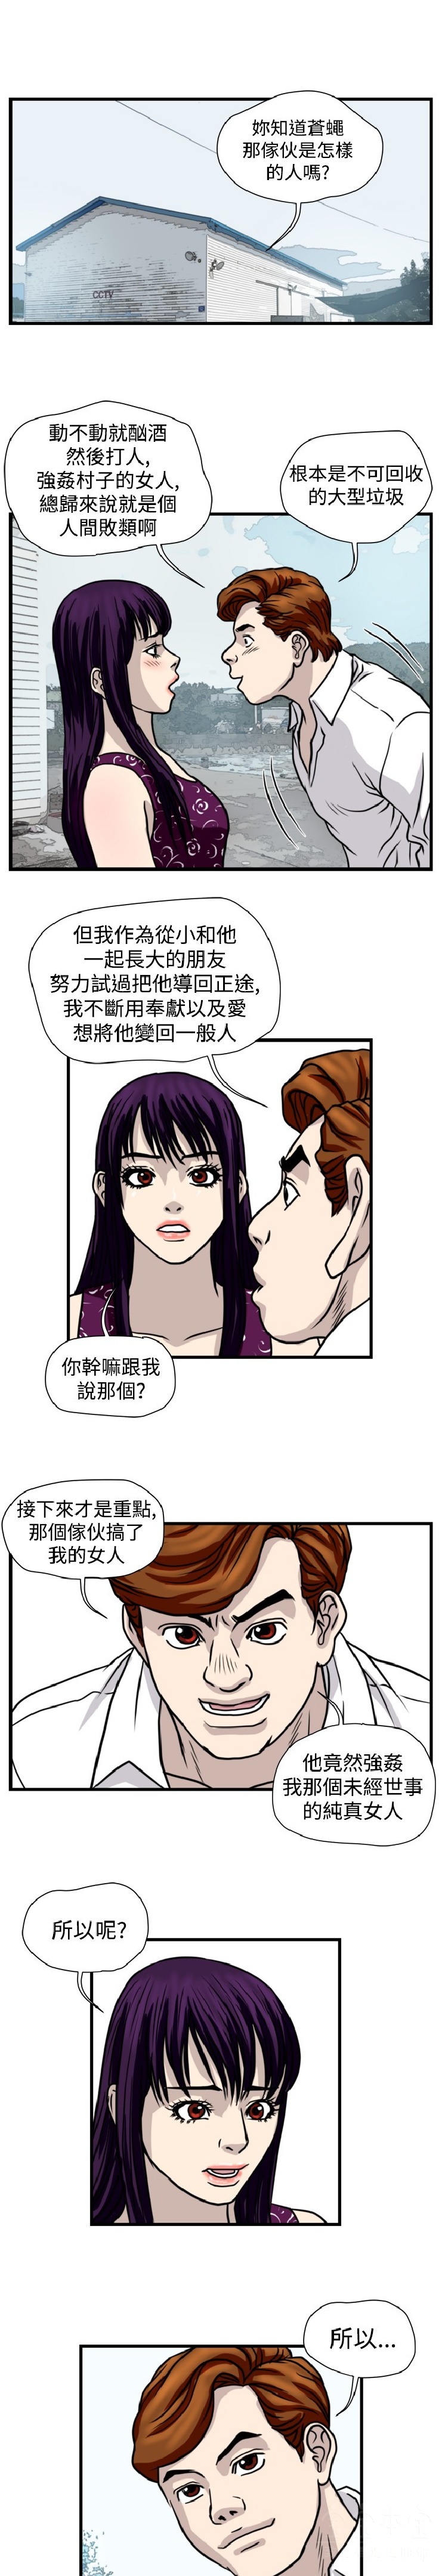 妳知道蒼蠅
那傢伙是怎樣
的人嗎?
CCTV
動不動就酗酒
然後打人,
強姦村子的女人,
總歸來說就是個
人間敗類啊
根本是不可回收
的大型垃圾
但我作為從小和他
一起長大的朋友
努力試過把他導回正途,
我不斷用奉獻以及愛
想將他變回一般人
你幹嘛跟我
說那個?
接下來才是重點,
那個傢伙搞了
我的女人
他竟然強姦
我那個未經世事
的純真女人
所以呢?
所以...